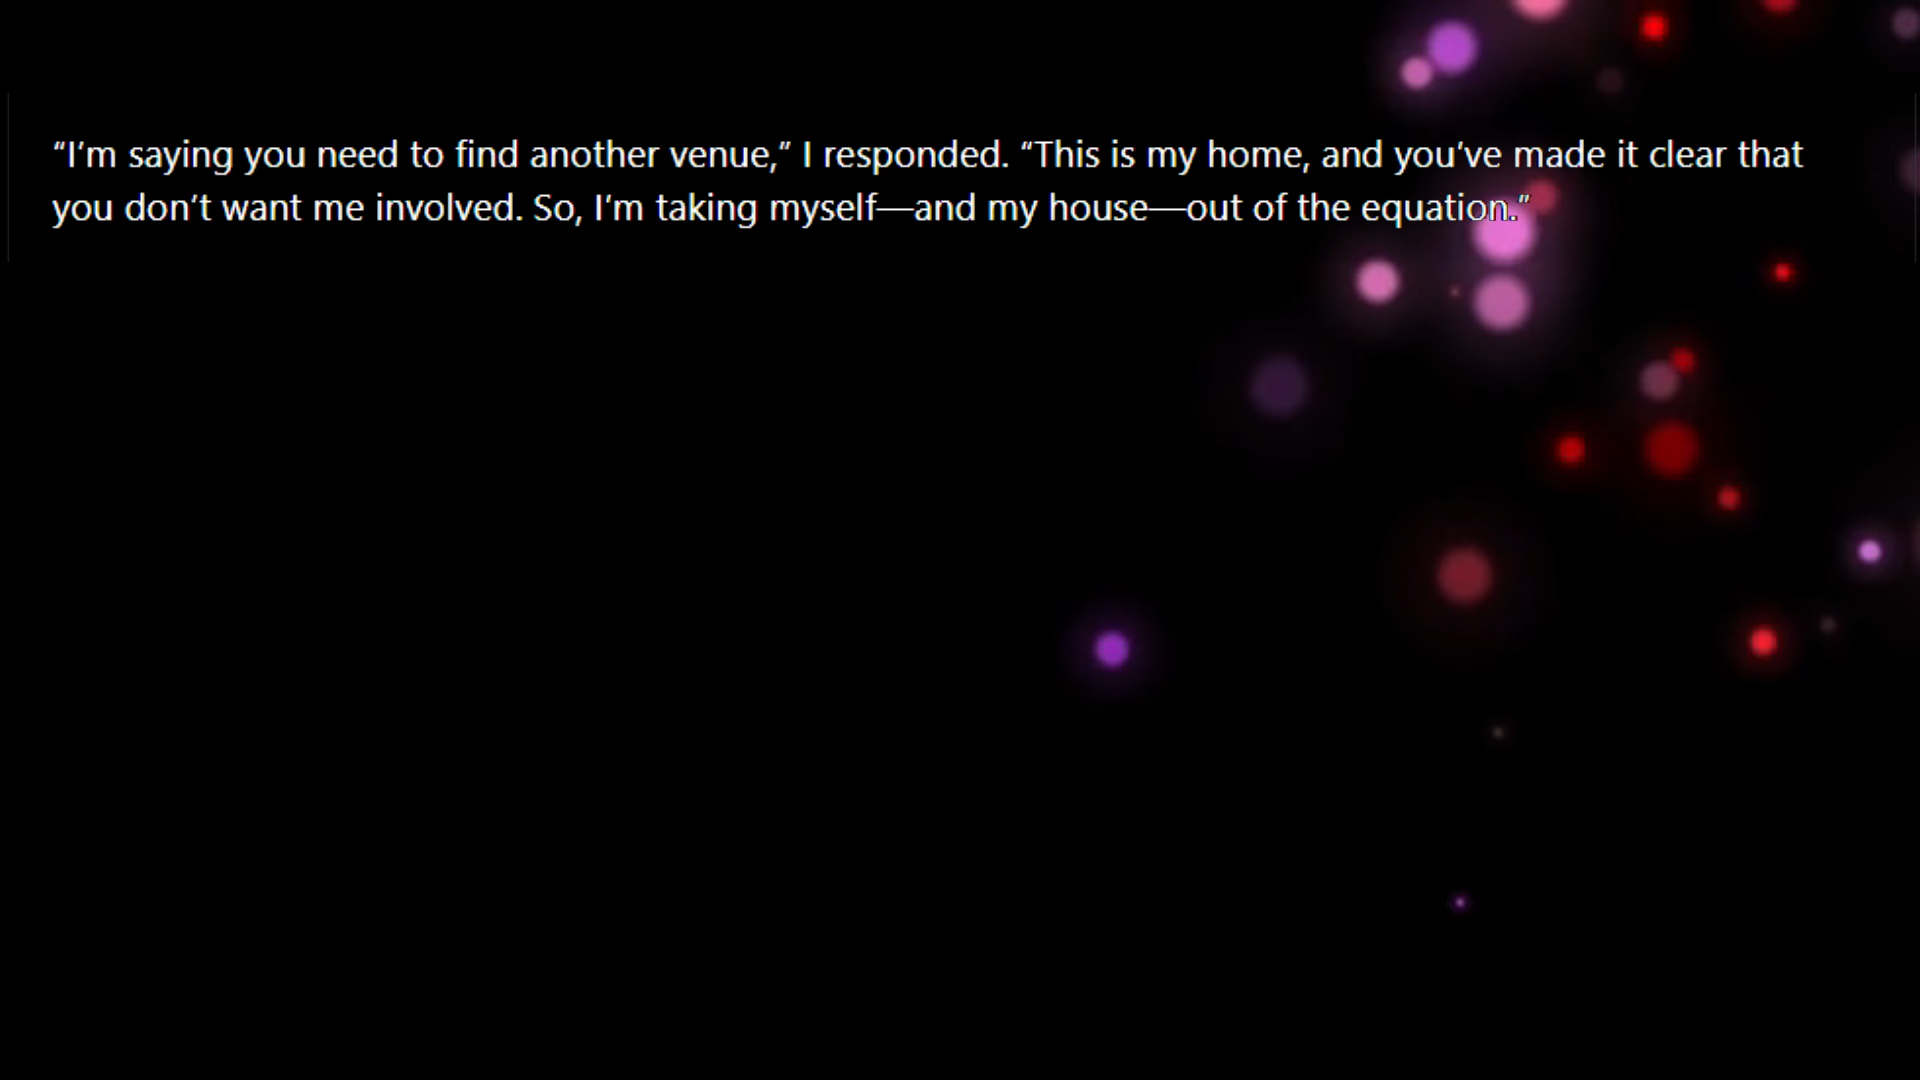 “I’m saying you need to find another venue,” I responded. “This is my home, and you’ve made it clear that
you don’t want me involved. So, I’m taking myself—and my house—out of the equation.”